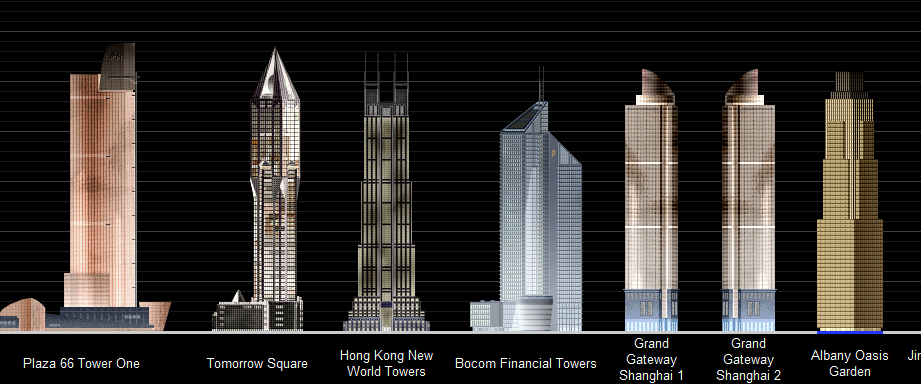 Plaza 66 Tower One
Tomorrow Square
Hong Kong New
World Towers
Bocom Financial Towers
Grand
Gateway
Shanghai 1
Grand
Gateway
Shanghai 2
Albany Oasis
Garden